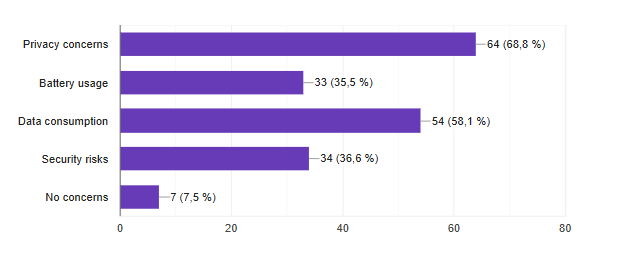 Privacy concerns 64 (68,8 %)
Battery usage 33 (35,5 %)
Data consumption 54 (58,1 %)
Security risks 34 (36,6 %)
No concerns 7 (7,5 %)
0 20 40 60 80